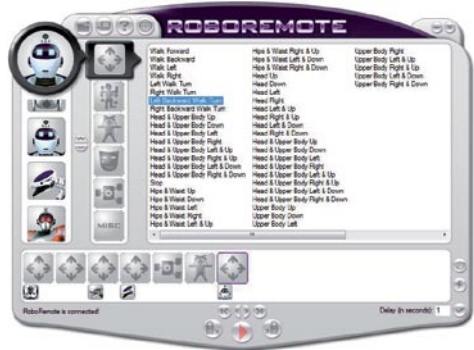 ROBOREMOTE
Walk Forward
Walk Backward
Walk Left
Walk Right
Left Walk Turn
Right Walk Turn
Left Backward Walk Turn
Right Backward Walk Turn
Head & Upper Body Up
Head & Upper Body Down
Head & Upper Body Left
Head & Upper Body Right
Head & Upper Body Left & Up
Head & Upper Body Right & Up
Head & Upper Body Left & Down
Head & Upper Body Right & Down
Stop
Hips & Waist Up
Hips & Waist Down
Hips & Waist Left
Hips & Waist Right
Hips & Waist Left & Up
Hips & Waist Right & Up
Hips & Waist Left & Down
Hips & Waist Right & Down
Head Up
Head Down
Head Left
Head Right
Head Left & Up
Head Right & Up
Head Left & Down
Head Right & Down
Head & Upper Body Up
Head & Upper Body Down
Head & Upper Body Left
Head & Upper Body Right
Head & Upper Body Left & Up
Head & Upper Body Right & Up
Head & Upper Body Left & Down
Head & Upper Body Right & Down
Upper Body Up
Upper Body Down
Upper Body Left
Upper Body Right
Upper Body Left & Up
Upper Body Right & Up
Upper Body Left & Down
Upper Body Right & Down
MISC
RoboRemote is connected!
Delay (in seconds): 1